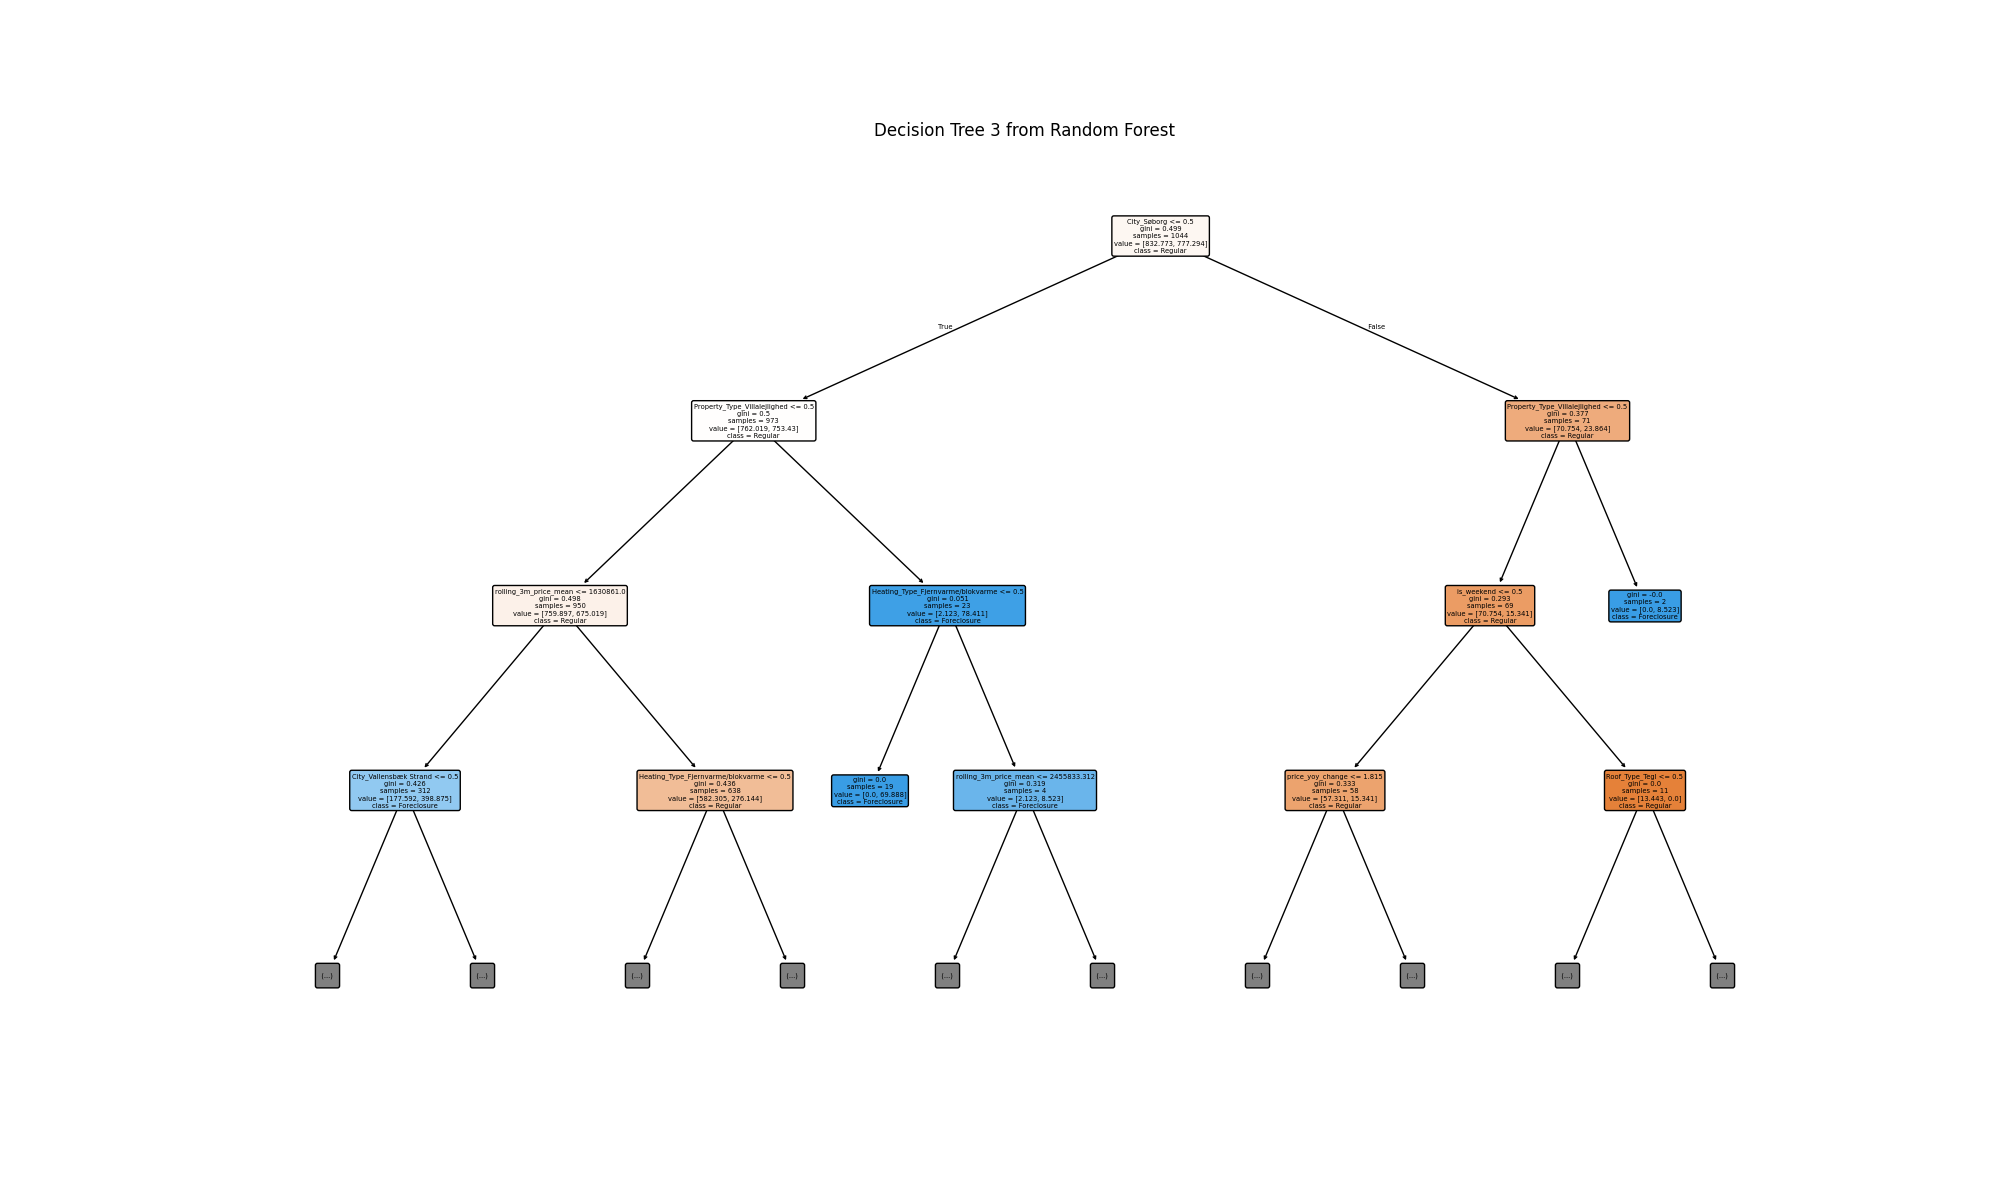 Decision Tree 3 from Random Forest
City_Søborg <= 0.5
gini = 0.499
samples = 1044
value = [832.773, 777.294]
class = Regular
True
False
Property_Type_Villalejlighed <= 0.5
gini = 0.5
samples = 973
value = [762.019, 753.43]
class = Regular
Property_Type_Villalejlighed <= 0.5
gini = 0.377
samples = 71
value = [70.754, 23.864]
class = Regular
rolling_3m_price_mean <= 1630861.0
gini = 0.498
samples = 950
value = [759.897, 675.019]
class = Regular
Heating_Type_Fjernvarme/blokvarme <= 0.5
gini = 0.051
samples = 23
value = [2.123, 78.411]
class = Foreclosure
is_weekend <= 0.5
gini = 0.293
samples = 69
value = [70.754, 15.341]
class = Regular
gini = -0.0
samples = 2
value = [0.0, 8.523]
class = Foreclosure
City_Vallensbæk Strand <= 0.5
gini = 0.426
samples = 312
value = [177.592, 398.875]
class = Foreclosure
Heating_Type_Fjernvarme/blokvarme <= 0.5
gini = 0.436
samples = 638
value = [582.305, 276.144]
class = Regular
gini = 0.0
samples = 19
value = [0.0, 69.888]
class = Foreclosure
rolling_3m_price_mean <= 2455833.312
gini = 0.319
samples = 4
value = [2.123, 8.523]
class = Foreclosure
price_yoy_change <= 1.815
gini = 0.333
samples = 58
value = [57.311, 15.341]
class = Regular
Roof_Type_Tegl <= 0.5
gini = 0.0
samples = 11
value = [13.443, 0.0]
class = Regular
(...)
(...)
(...)
(...)
(...)
(...)
(...)
(...)
(...)
(...)